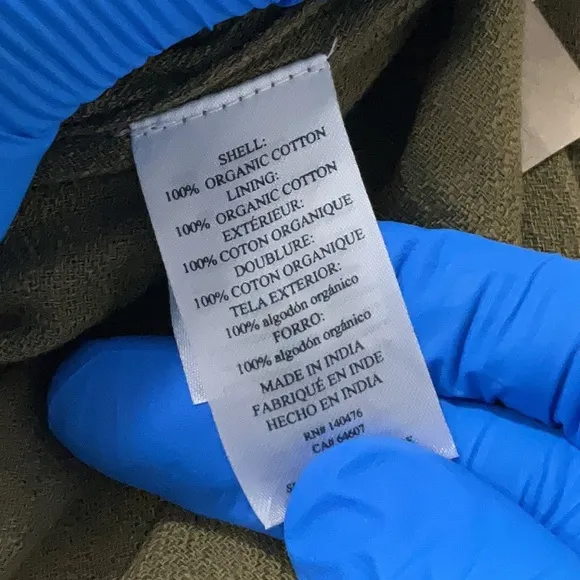 SHELL:
100% ORGANIC COTTON
LINING:
100% ORGANIC COTTON
EXTÉRIEUR:
100% COTON ORGANIQUE
DOUBLURE:
100% COTON ORGANIQUE
TELA EXTERIOR:
100% algodón orgánico
FORRO:
100% algodón orgánico
MADE IN INDIA
FABRIQUÉ EN INDE
HECHO EN INDIA
RN# 140476
CA# 64607